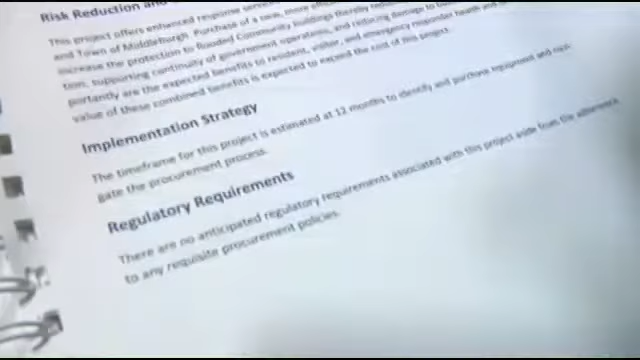 Risk Reduction and
This project offers enhanced response
and Town of Middleburgh. Purchase of a new, more
increase the protection to flooded Community buildings thereby
tion, supporting continuity of government operations, and reducing damage to
portantly are the expected benefits to resident, visitor, and emergency responder health and
value of these combined benefits is expected to exceed the cost of this project.
Implementation Strategy
The timeframe for this project is estimated at 12 months to identify and purchase equipment and
gate the procurement process.
Regulatory Requirements
There are no anticipated regulatory requirements associated with this project aside from the adherence
to any requisite procurement policies.